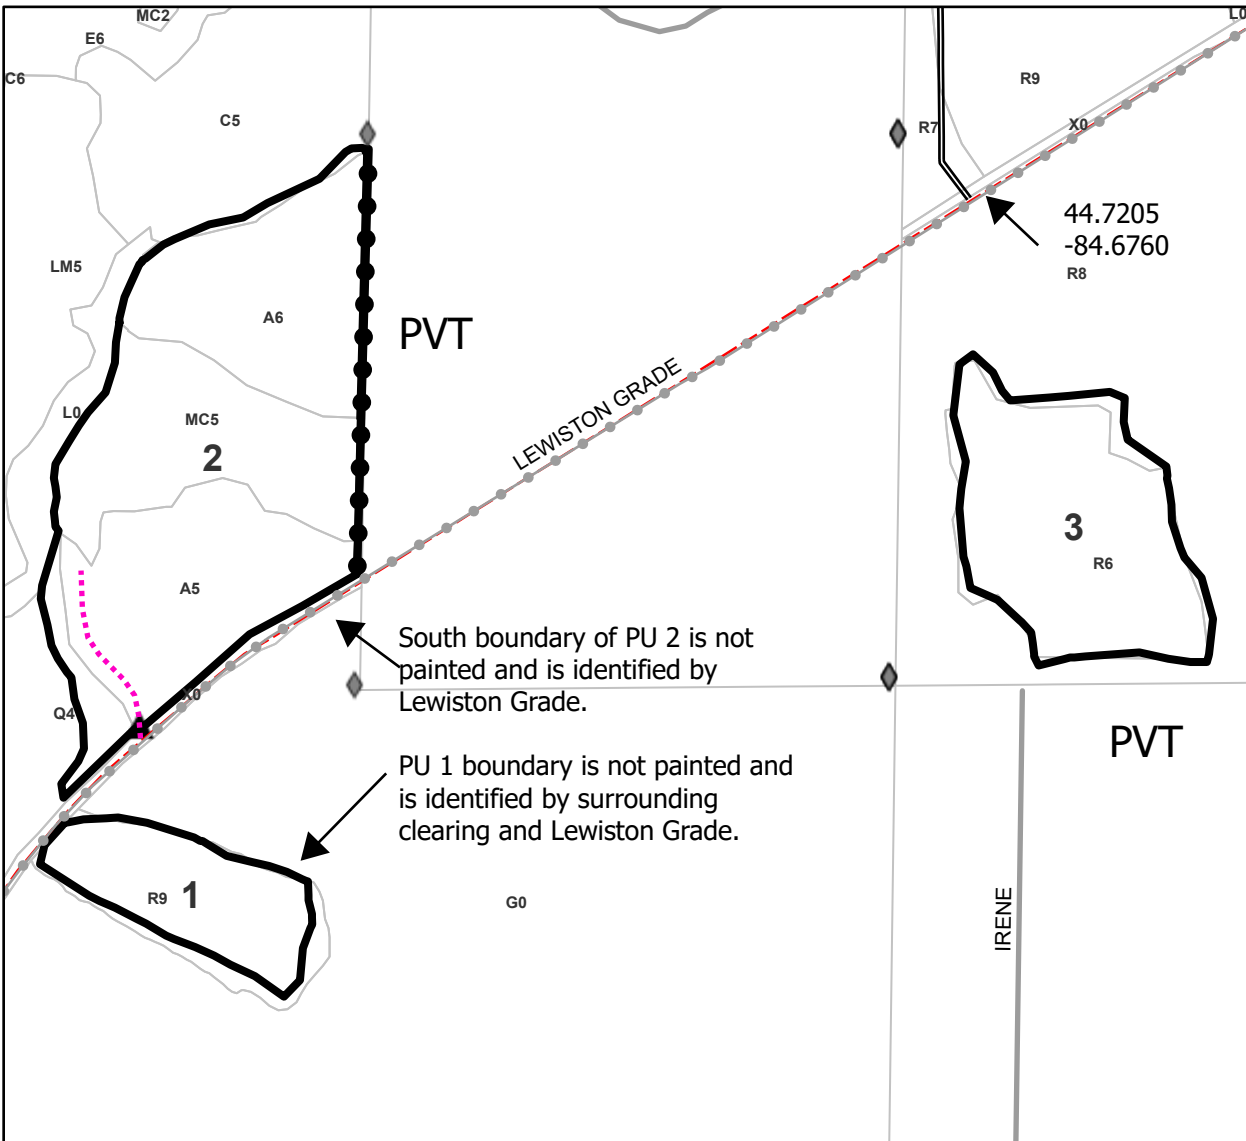 MC2
L0
E6
C6
R9
C5
X0
R7
44.7205
-84.6760
LM5
R8
A6
PVT
LEWISTON GRADE
L0
MC5
2
3
R6
A5
South boundary of PU 2 is not
painted and is identified by
Lewiston Grade.
X0
Q4
PVT
PU 1 boundary is not painted and
is identified by surrounding
clearing and Lewiston Grade.
R9
1
G0
IRENE